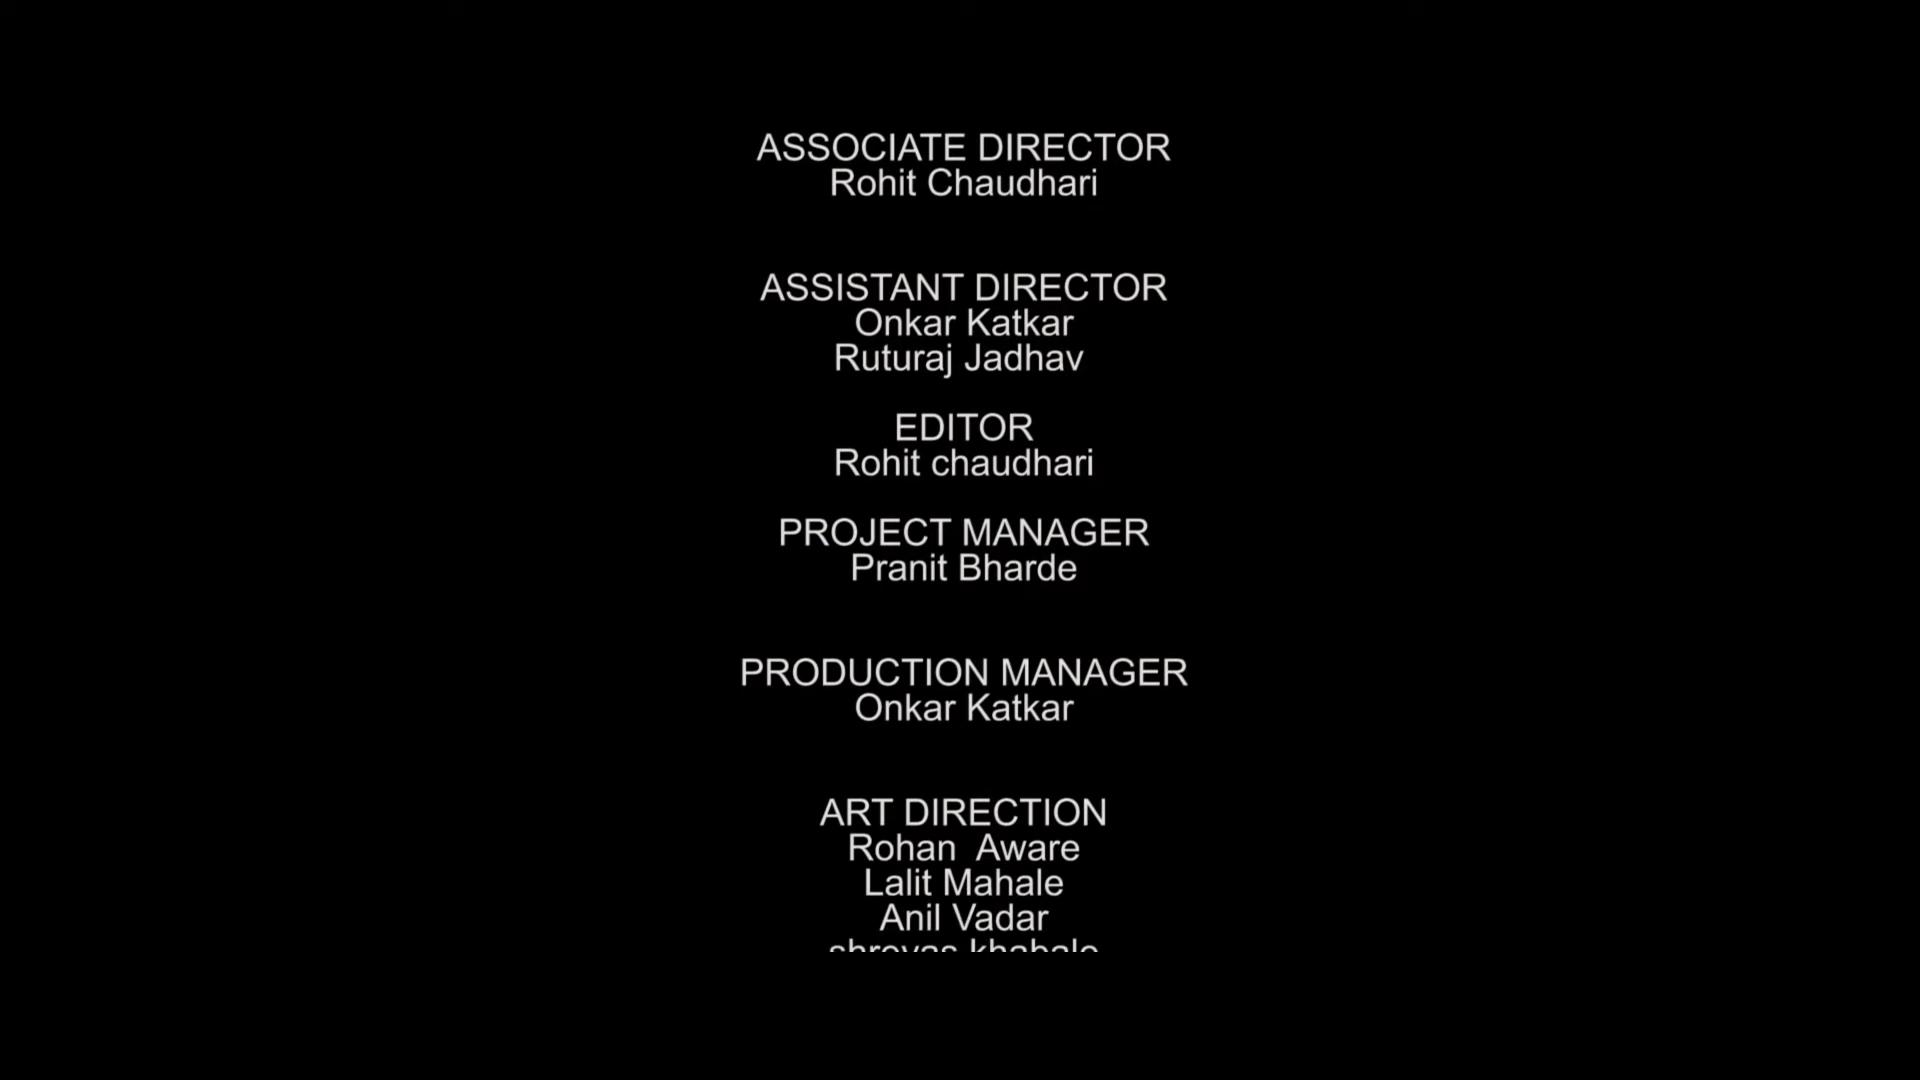 ASSOCIATE DIRECTOR
Rohit Chaudhari
ASSISTANT DIRECTOR
Onkar Katkar
Ruturaj Jadhav
EDITOR
Rohit chaudhari
PROJECT MANAGER
Pranit Bharde
PRODUCTION MANAGER
Onkar Katkar
ART DIRECTION
Rohan  Aware
Lalit Mahale
Anil Vadar